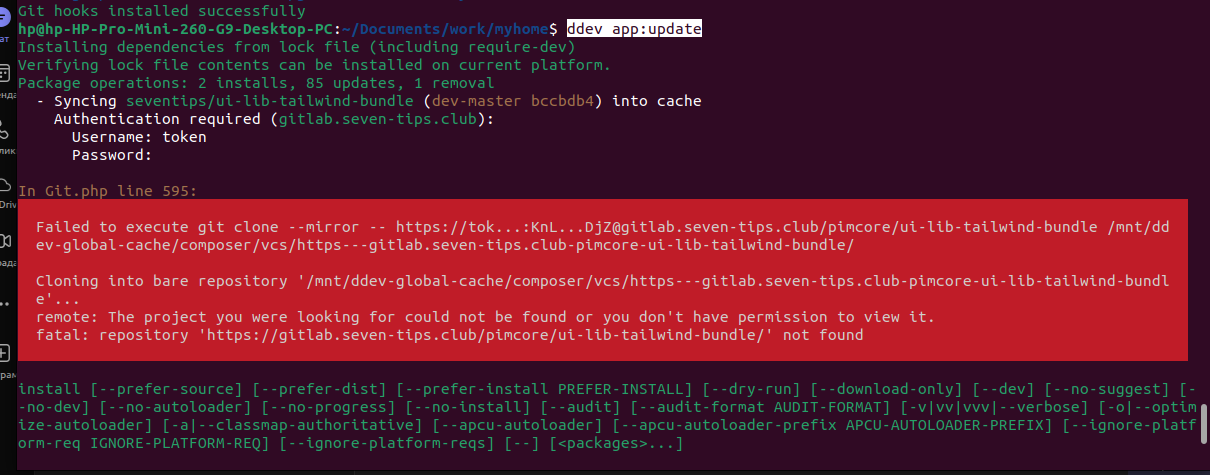 Git hooks installed successfully
hp@hp-HP-Pro-Mini-260-G9-Desktop-PC:~/Documents/work/myhome$ ddev app:update
Installing dependencies from lock file (including require-dev)
Verifying lock file contents can be installed on current platform.
Package operations: 2 installs, 85 updates, 1 removal
- Syncing seventips/ui-lib-tailwind-bundle (dev-master bccbdb4) into cache
Authentication required (gitlab.seven-tips.club):
Username: token
Password:
In Git.php line 595:
Failed to execute git clone --mirror -- https://tok...:KnL...DjZ@gitlab.seven-tips.club/pimcore/ui-lib-tailwind-bundle /mnt/dd
ev-global-cache/composer/vcs/https---gitlab.seven-tips.club-pimcore-ui-lib-tailwind-bundle/
Cloning into bare repository '/mnt/ddev-global-cache/composer/vcs/https---gitlab.seven-tips.club-pimcore-ui-lib-tailwind-bundl
e'...
remote: The project you were looking for could not be found or you don't have permission to view it.
fatal: repository 'https://gitlab.seven-tips.club/pimcore/ui-lib-tailwind-bundle/' not found
install [--prefer-source] [--prefer-dist] [--prefer-install PREFER-INSTALL] [--dry-run] [--download-only] [--dev] [--no-suggest] [-
-no-dev] [--no-autoloader] [--no-progress] [--no-install] [--audit] [--audit-format AUDIT-FORMAT] [-v|vv|vvv|--verbose] [-o|--optim
ize-autoloader] [-a|--classmap-authoritative] [--apcu-autoloader] [--apcu-autoloader-prefix APCU-AUTOLOADER-PREFIX] [--ignore-platf
orm-req IGNORE-PLATFORM-REQ] [--ignore-platform-reqs] [--] [<packages>...]